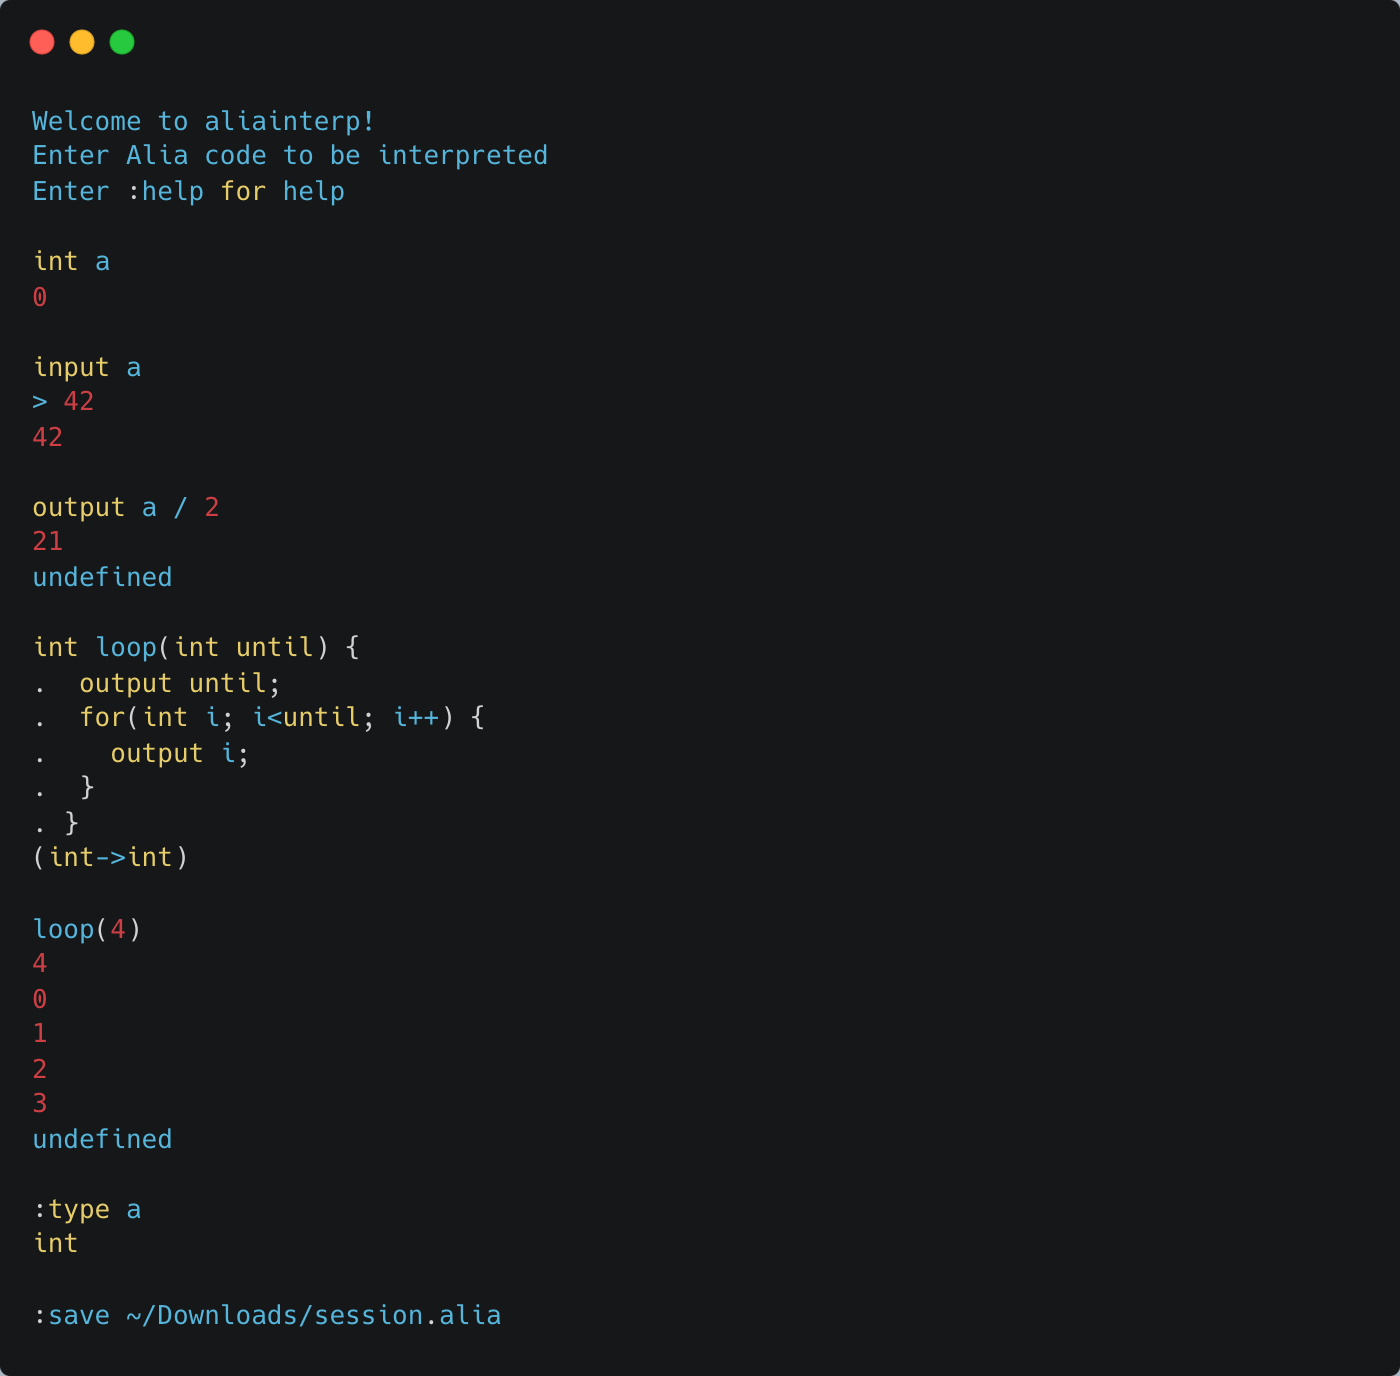 Welcome to aliainterp!
Enter Alia code to be interpreted
Enter :help for help

int a
0

input a
> 42
42

output a / 2
21
undefined

int loop(int until) {
.  output until;
.  for(int i; i<until; i++) {
.    output i;
.  }
. }
(int->int)

loop(4)
4
0
1
2
3
undefined

:type a
int

:save ~/Downloads/session.alia